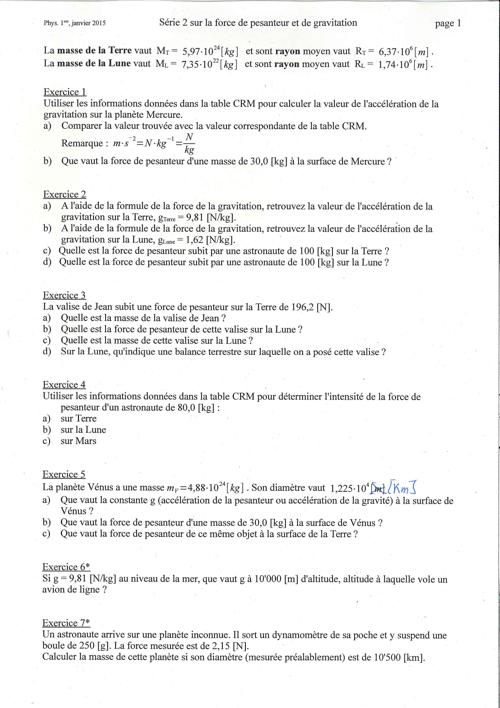 Phys. 1ère, janvier 2015 Série 2 sur la force de pesanteur et de gravitation page 1
La masse de la Terre vaut M_T = 5,97·10^24 [kg] et sont rayon moyen vaut R_T = 6,37·10^6 [m] .
La masse de la Lune vaut M_L = 7,35·10^22 [kg] et sont rayon moyen vaut R_L = 1,74·10^6 [m] .
Exercice 1
Utiliser les informations données dans la table CRM pour calculer la valeur de l'accélération de la
gravitation sur la planète Mercure.
a) Comparer la valeur trouvée avec la valeur correspondante de la table CRM.
Remarque : m·s^-2 = N·kg^-1 = N/kg
b) Que vaut la force de pesanteur d'une masse de 30,0 [kg] à la surface de Mercure ?
Exercice 2
a) A l'aide de la formule de la force de la gravitation, retrouvez la valeur de l'accélération de la
gravitation sur la Terre, g_Terre = 9,81 [N/kg].
b) A l'aide de la formule de la force de la gravitation, retrouvez la valeur de l'accélération de la
gravitation sur la Lune, g_Lune = 1,62 [N/kg].
c) Quelle est la force de pesanteur subit par une astronaute de 100 [kg] sur la Terre ?
d) Quelle est la force de pesanteur subit par une astronaute de 100 [kg] sur la Lune ?
Exercice 3
La valise de Jean subit une force de pesanteur sur la Terre de 196,2 [N].
a) Quelle est la masse de la valise de Jean ?
b) Quelle est la force de pesanteur de cette valise sur la Lune ?
c) Quelle est la masse de cette valise sur la Lune ?
d) Sur la Lune, qu'indique une balance terrestre sur laquelle on a posé cette valise ?
Exercice 4
Utiliser les informations données dans la table CRM pour déterminer l'intensité de la force de
pesanteur d'un astronaute de 80,0 [kg] :
a) sur Terre
b) sur la Lune
c) sur Mars
Exercice 5
La planète Vénus a une masse m_V = 4,88·10^24 [kg] . Son diamètre vaut 1,225·10^4 [m] [Km]
a) Que vaut la constante g (accélération de la pesanteur ou accélération de la gravité) à la surface de
Vénus ?
b) Que vaut la force de pesanteur d'une masse de 30,0 [kg] à la surface de Vénus ?
c) Que vaut la force de pesanteur de ce même objet à la surface de la Terre ?
Exercice 6*
Si g = 9,81 [N/kg] au niveau de la mer, que vaut g à 10'000 [m] d'altitude, altitude à laquelle vole un
avion de ligne ?
Exercice 7*
Un astronaute arrive sur une planète inconnue. Il sort un dynamomètre de sa poche et y suspend une
boule de 250 [g]. La force mesurée est de 2,15 [N].
Calculer la masse de cette planète si son diamètre (mesurée préalablement) est de 10'500 [km].